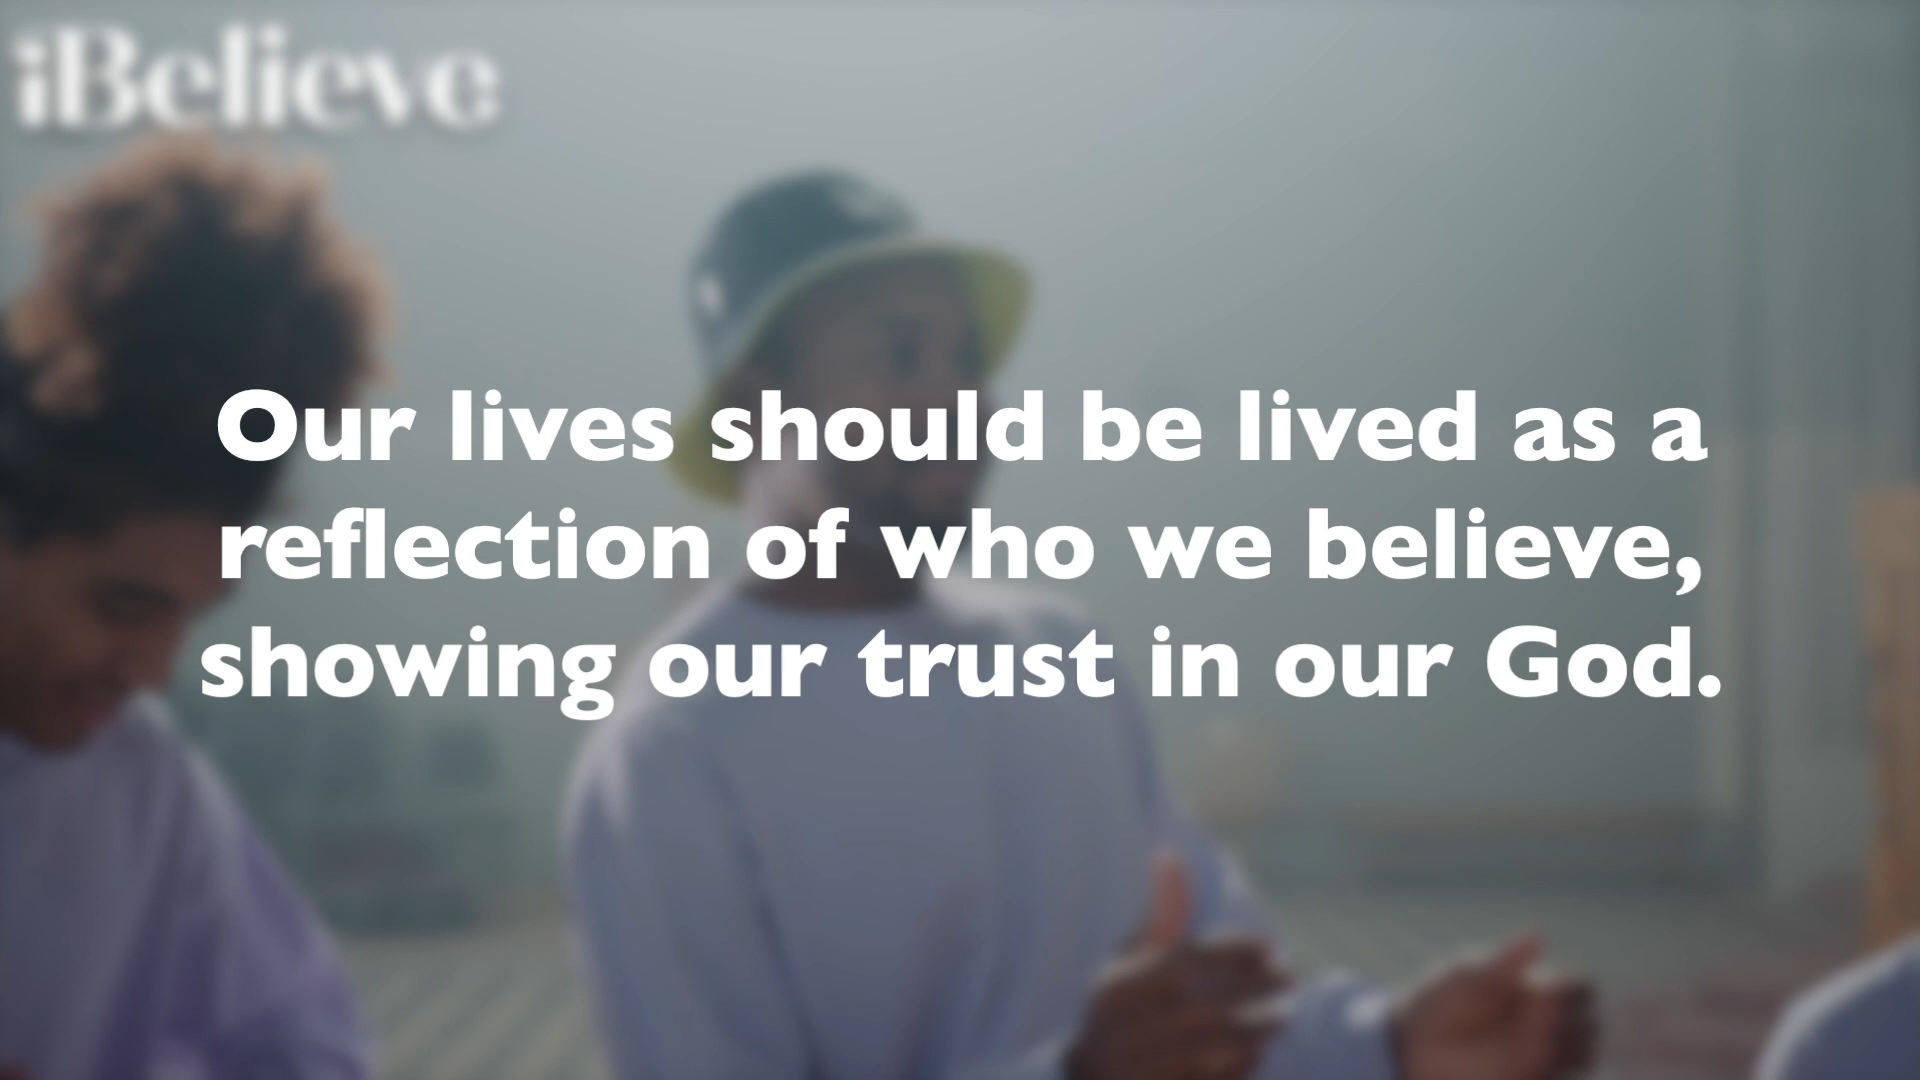 iBelieve
Our lives should be lived as a
reflection of who we believe,
showing our trust in our God.